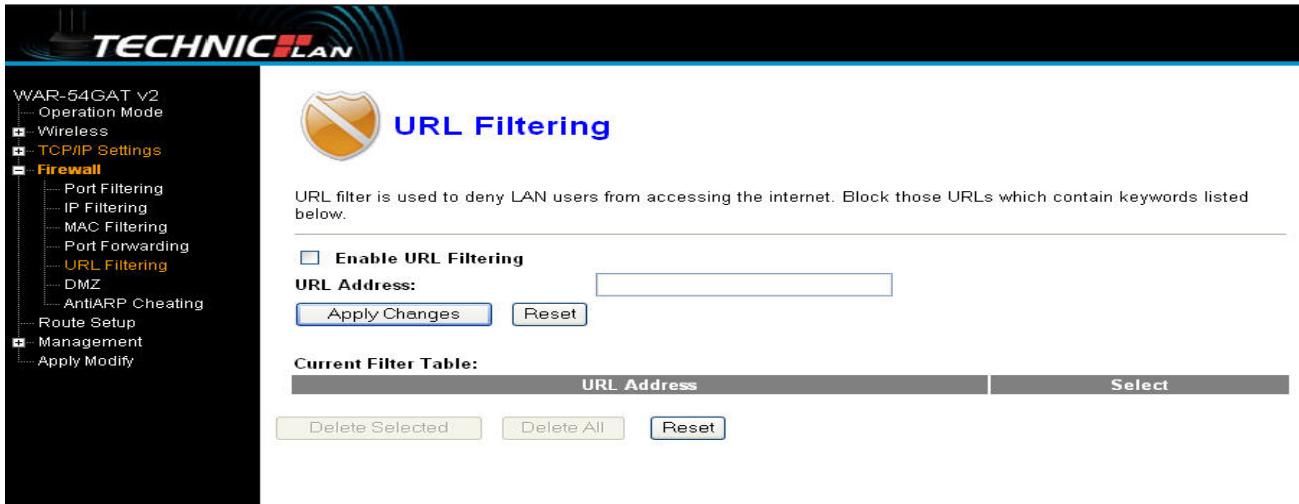 TECHNIC LAN
WAR-54GAT v2
Operation Mode
Wireless
TCP/IP Settings
Firewall
Port Filtering
IP Filtering
MAC Filtering
Port Forwarding
URL Filtering
DMZ
AntiARP Cheating
Route Setup
Management
Apply Modify
URL Filtering
URL filter is used to deny LAN users from accessing the internet. Block those URLs which contain keywords listed
below.
Enable URL Filtering
URL Address:
Apply Changes Reset
Current Filter Table:
URL Address Select
Delete Selected Delete All Reset